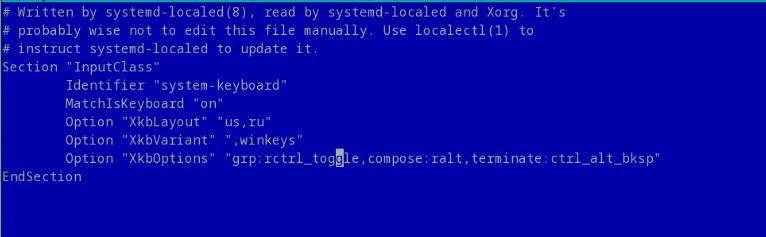 # Written by systemd-localed(8), read by systemd-localed and Xorg. It's
# probably wise not to edit this file manually. Use localectl(1) to
# instruct systemd-localed to update it.
Section "InputClass"
        Identifier "system-keyboard"
        MatchIsKeyboard "on"
        Option "XkbLayout" "us,ru"
        Option "XkbVariant" ",winkeys"
        Option "XkbOptions" "grp:rctrl_toggle,compose:ralt,terminate:ctrl_alt_bksp"
EndSection